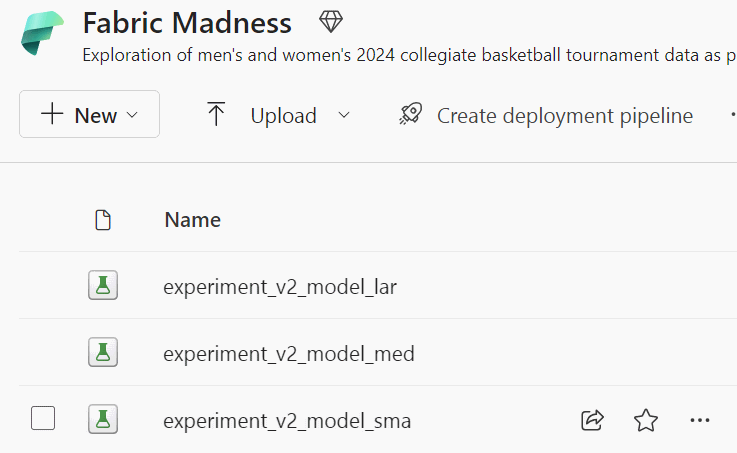 Fabric Madness
Exploration of men's and women's 2024 collegiate basketball tournament data as p
New Upload Create deployment pipeline
Name
experiment_v2_model_lar
experiment_v2_model_med
experiment_v2_model_sma